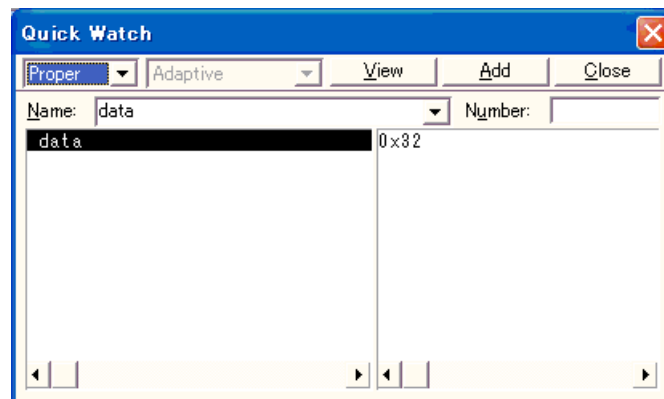 Quick Watch
Proper Adaptive View Add Close
Name: data Number:
data 0x32